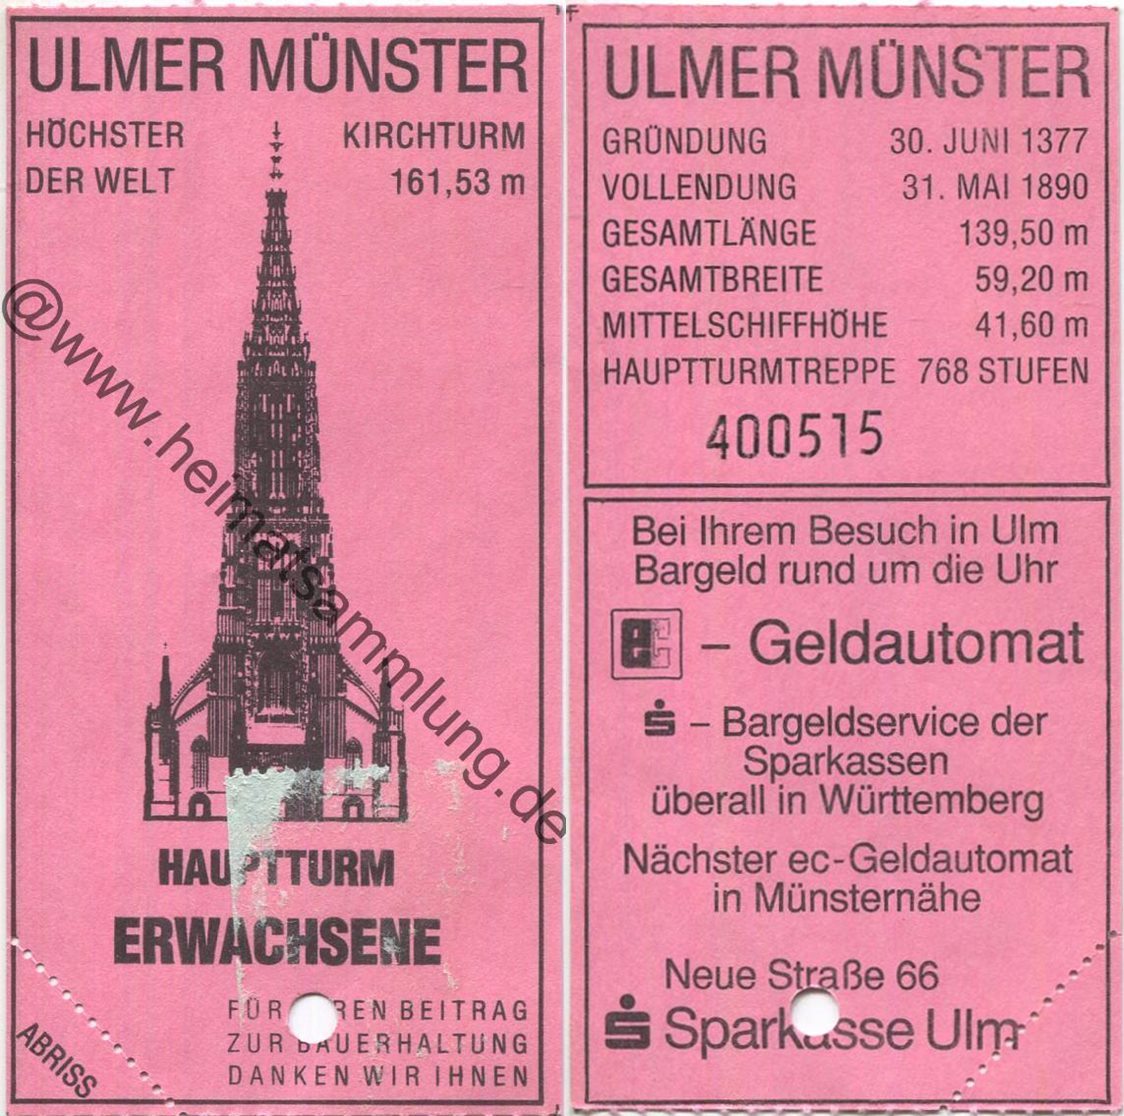 ULMER MÜNSTER
HÖCHSTER KIRCHTURM
DER WELT 161,53 m
@www.heimatsammlung.de
HAUPTTURM
ERWACHSENE
FÜR BEITRAG
ZUR BAUERHALTUNG
DANKEN WIR IHNEN
ABRISS
ULMER MÜNSTER
GRÜNDUNG 30. JUNI 1377
VOLLENDUNG 31. MAI 1890
GESAMTLÄNGE 139,50 m
GESAMTBREITE 59,20 m
MITTELSCHIFFHÖHE 41,60 m
HAUPTTURMTREPPE 768 STUFEN
400515
Bei Ihrem Besuch in Ulm
Bargeld rund um die Uhr
ec – Geldautomat
S – Bargeldservice der
Sparkassen
überall in Württemberg
Nächster ec-Geldautomat
in Münsternähe
Neue Straße 66
S Sparkasse Ulm